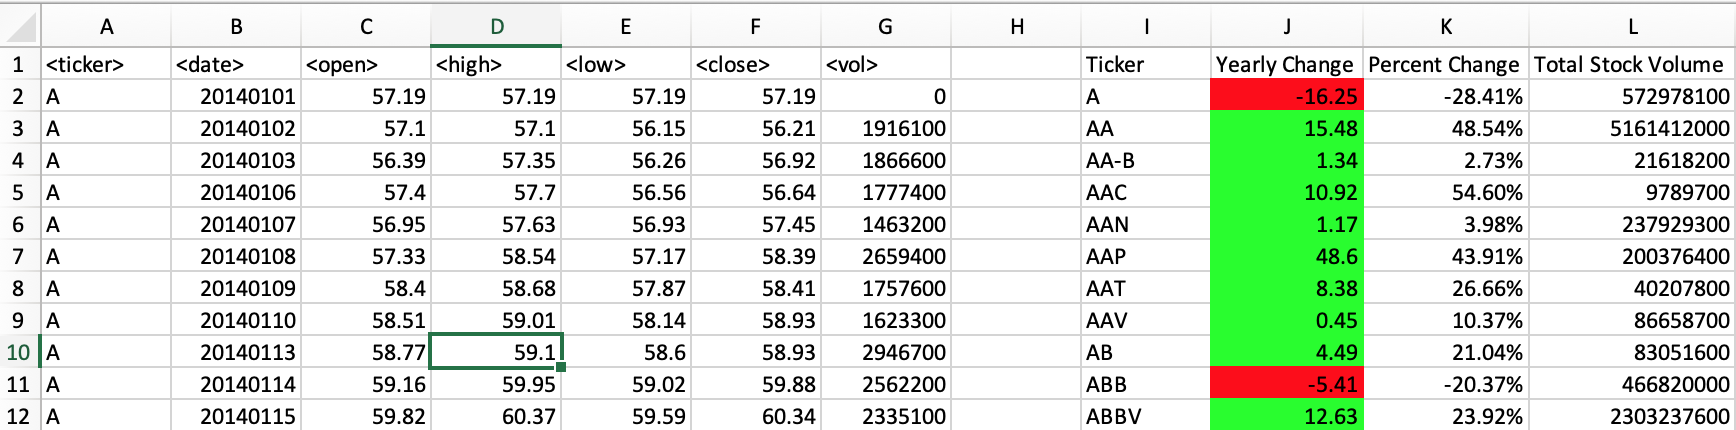 A B C D E F G H I J K L
1 <ticker> <date> <open> <high> <low> <close> <vol> Ticker Yearly Change Percent Change Total Stock Volume
2 A 20140101 57.19 57.19 57.19 57.19 0 A -16.25 -28.41% 572978100
3 A 20140102 57.1 57.1 56.15 56.21 1916100 AA 15.48 48.54% 5161412000
4 A 20140103 56.39 57.35 56.26 56.92 1866600 AA-B 1.34 2.73% 21618200
5 A 20140106 57.4 57.7 56.56 56.64 1777400 AAC 10.92 54.60% 9789700
6 A 20140107 56.95 57.63 56.93 57.45 1463200 AAN 1.17 3.98% 237929300
7 A 20140108 57.33 58.54 57.17 58.39 2659400 AAP 48.6 43.91% 200376400
8 A 20140109 58.4 58.68 57.87 58.41 1757600 AAT 8.38 26.66% 40207800
9 A 20140110 58.51 59.01 58.14 58.93 1623300 AAV 0.45 10.37% 86658700
10 A 20140113 58.77 59.1 58.6 58.93 2946700 AB 4.49 21.04% 83051600
11 A 20140114 59.16 59.95 59.02 59.88 2562200 ABB -5.41 -20.37% 466820000
12 A 20140115 59.82 60.37 59.59 60.34 2335100 ABBV 12.63 23.92% 2303237600